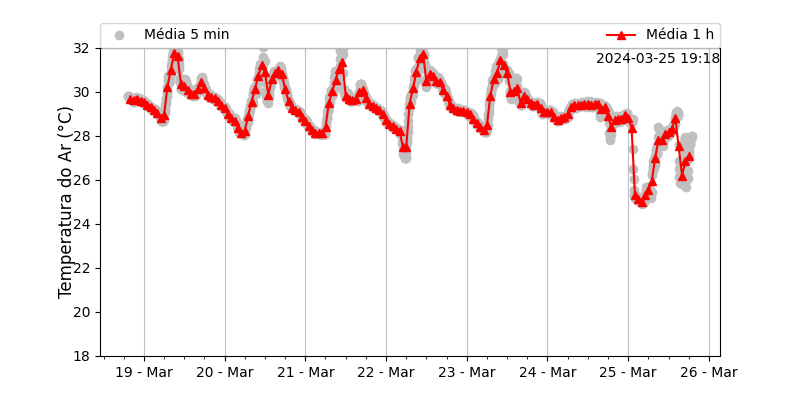 Média 5 min
Média 1 h
2024-03-25 19:18
Temperatura do Ar (°C)
32
30
28
26
24
22
20
18
19 - Mar
20 - Mar
21 - Mar
22 - Mar
23 - Mar
24 - Mar
25 - Mar
26 - Mar